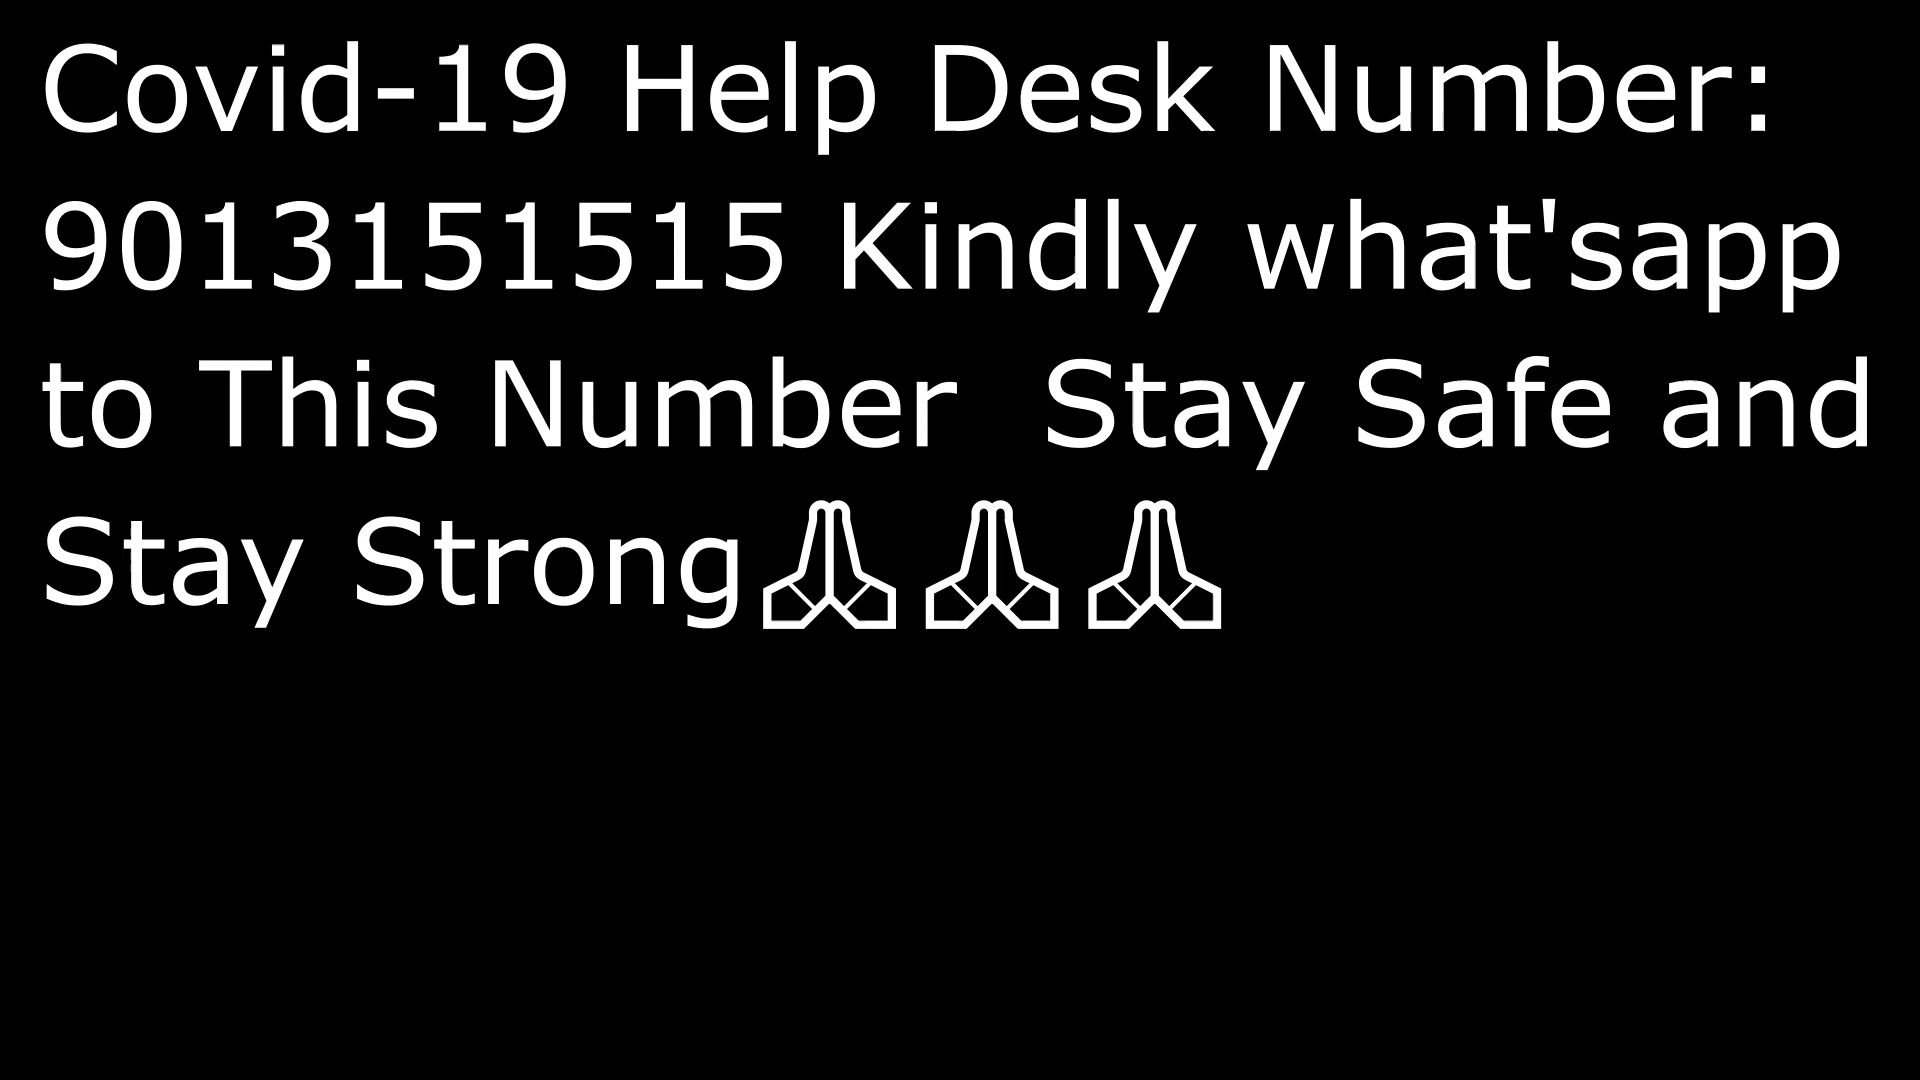 Covid-19 Help Desk Number:
9013151515 Kindly what'sapp
to This Number  Stay Safe and
Stay Strong🙏🙏🙏